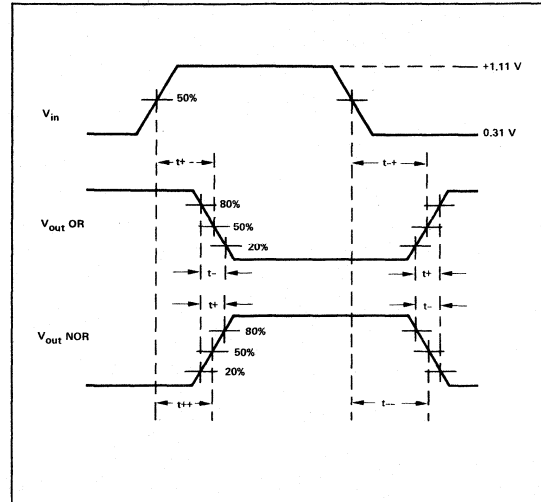 +1.11 V
50%
V_in
0.31 V
t+ -
t-+
80%
V_out OR
50%
20%
t-
t+
t+
t-
80%
V_out NOR
50%
20%
t++
t--